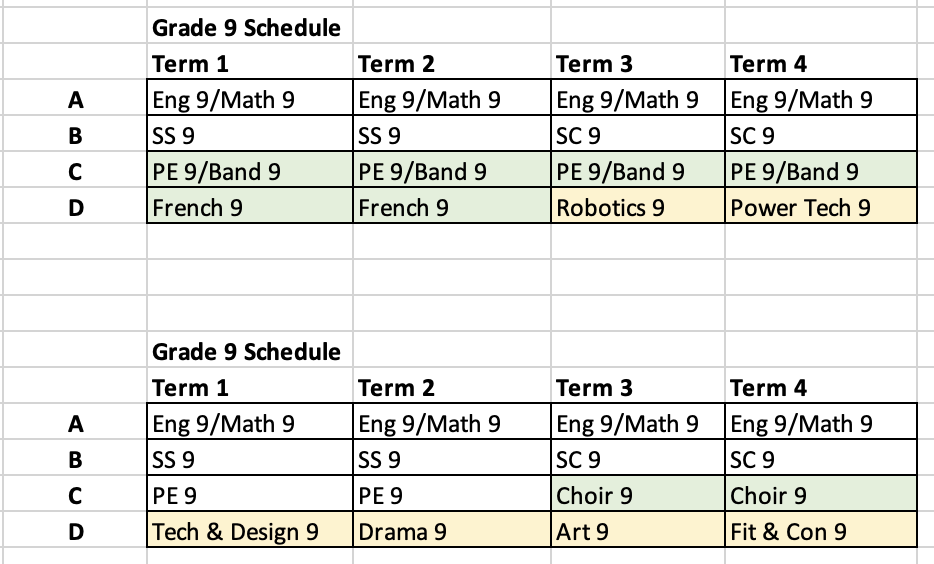 Grade 9 Schedule
Term 1 Term 2 Term 3 Term 4
A Eng 9/Math 9 Eng 9/Math 9 Eng 9/Math 9 Eng 9/Math 9
B SS 9 SS 9 SC 9 SC 9
C PE 9/Band 9 PE 9/Band 9 PE 9/Band 9 PE 9/Band 9
D French 9 French 9 Robotics 9 Power Tech 9
Grade 9 Schedule
Term 1 Term 2 Term 3 Term 4
A Eng 9/Math 9 Eng 9/Math 9 Eng 9/Math 9 Eng 9/Math 9
B SS 9 SS 9 SC 9 SC 9
C PE 9 PE 9 Choir 9 Choir 9
D Tech & Design 9 Drama 9 Art 9 Fit & Con 9